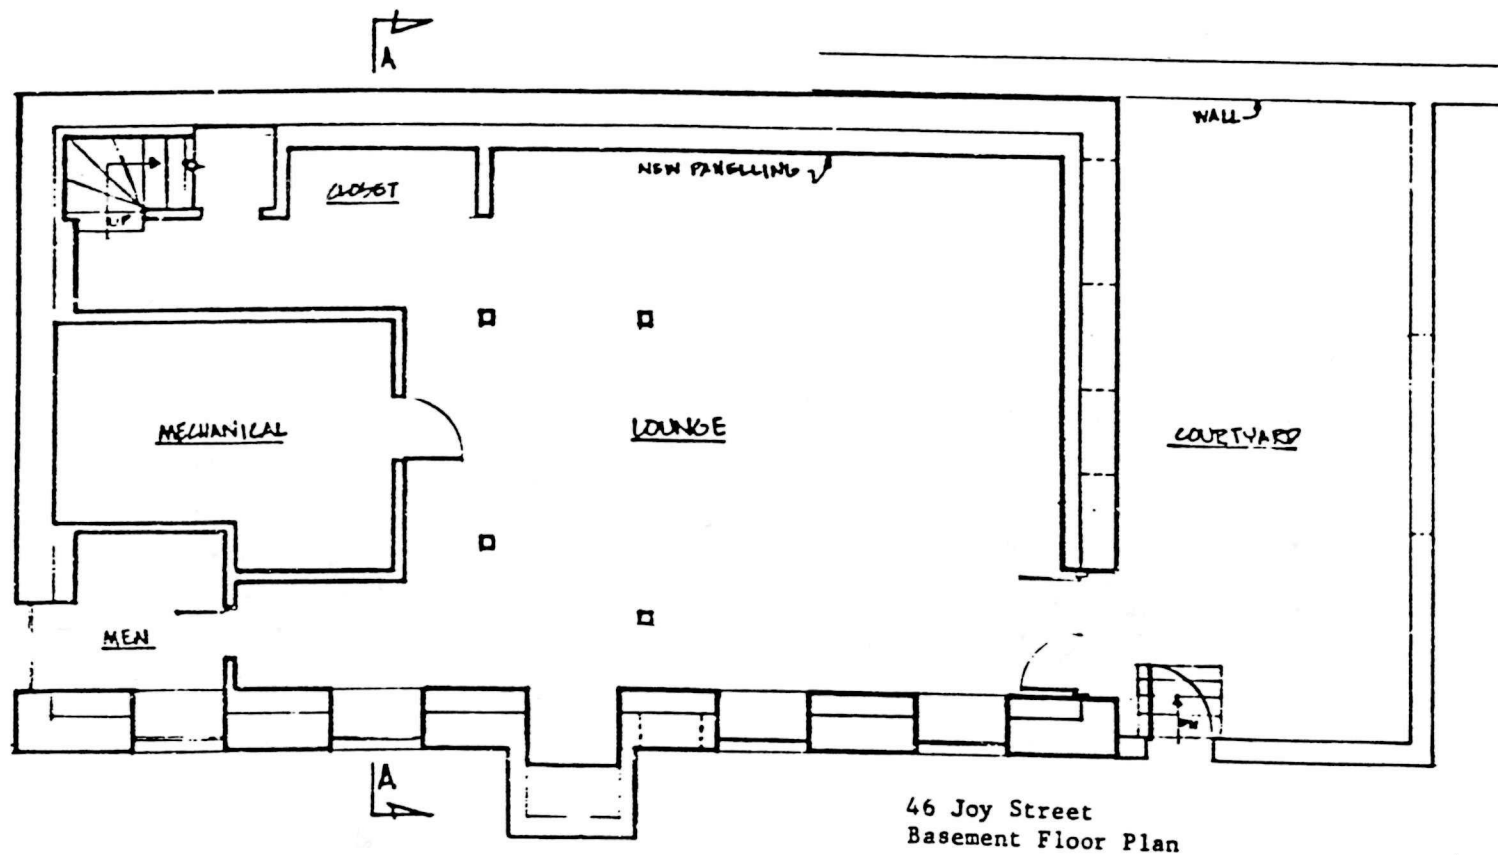 A
WALL
NEW PANELLING
CLOSET
UP
MECHANICAL
LOUNGE
COURTYARD
MEN
A
46 Joy Street
Basement Floor Plan